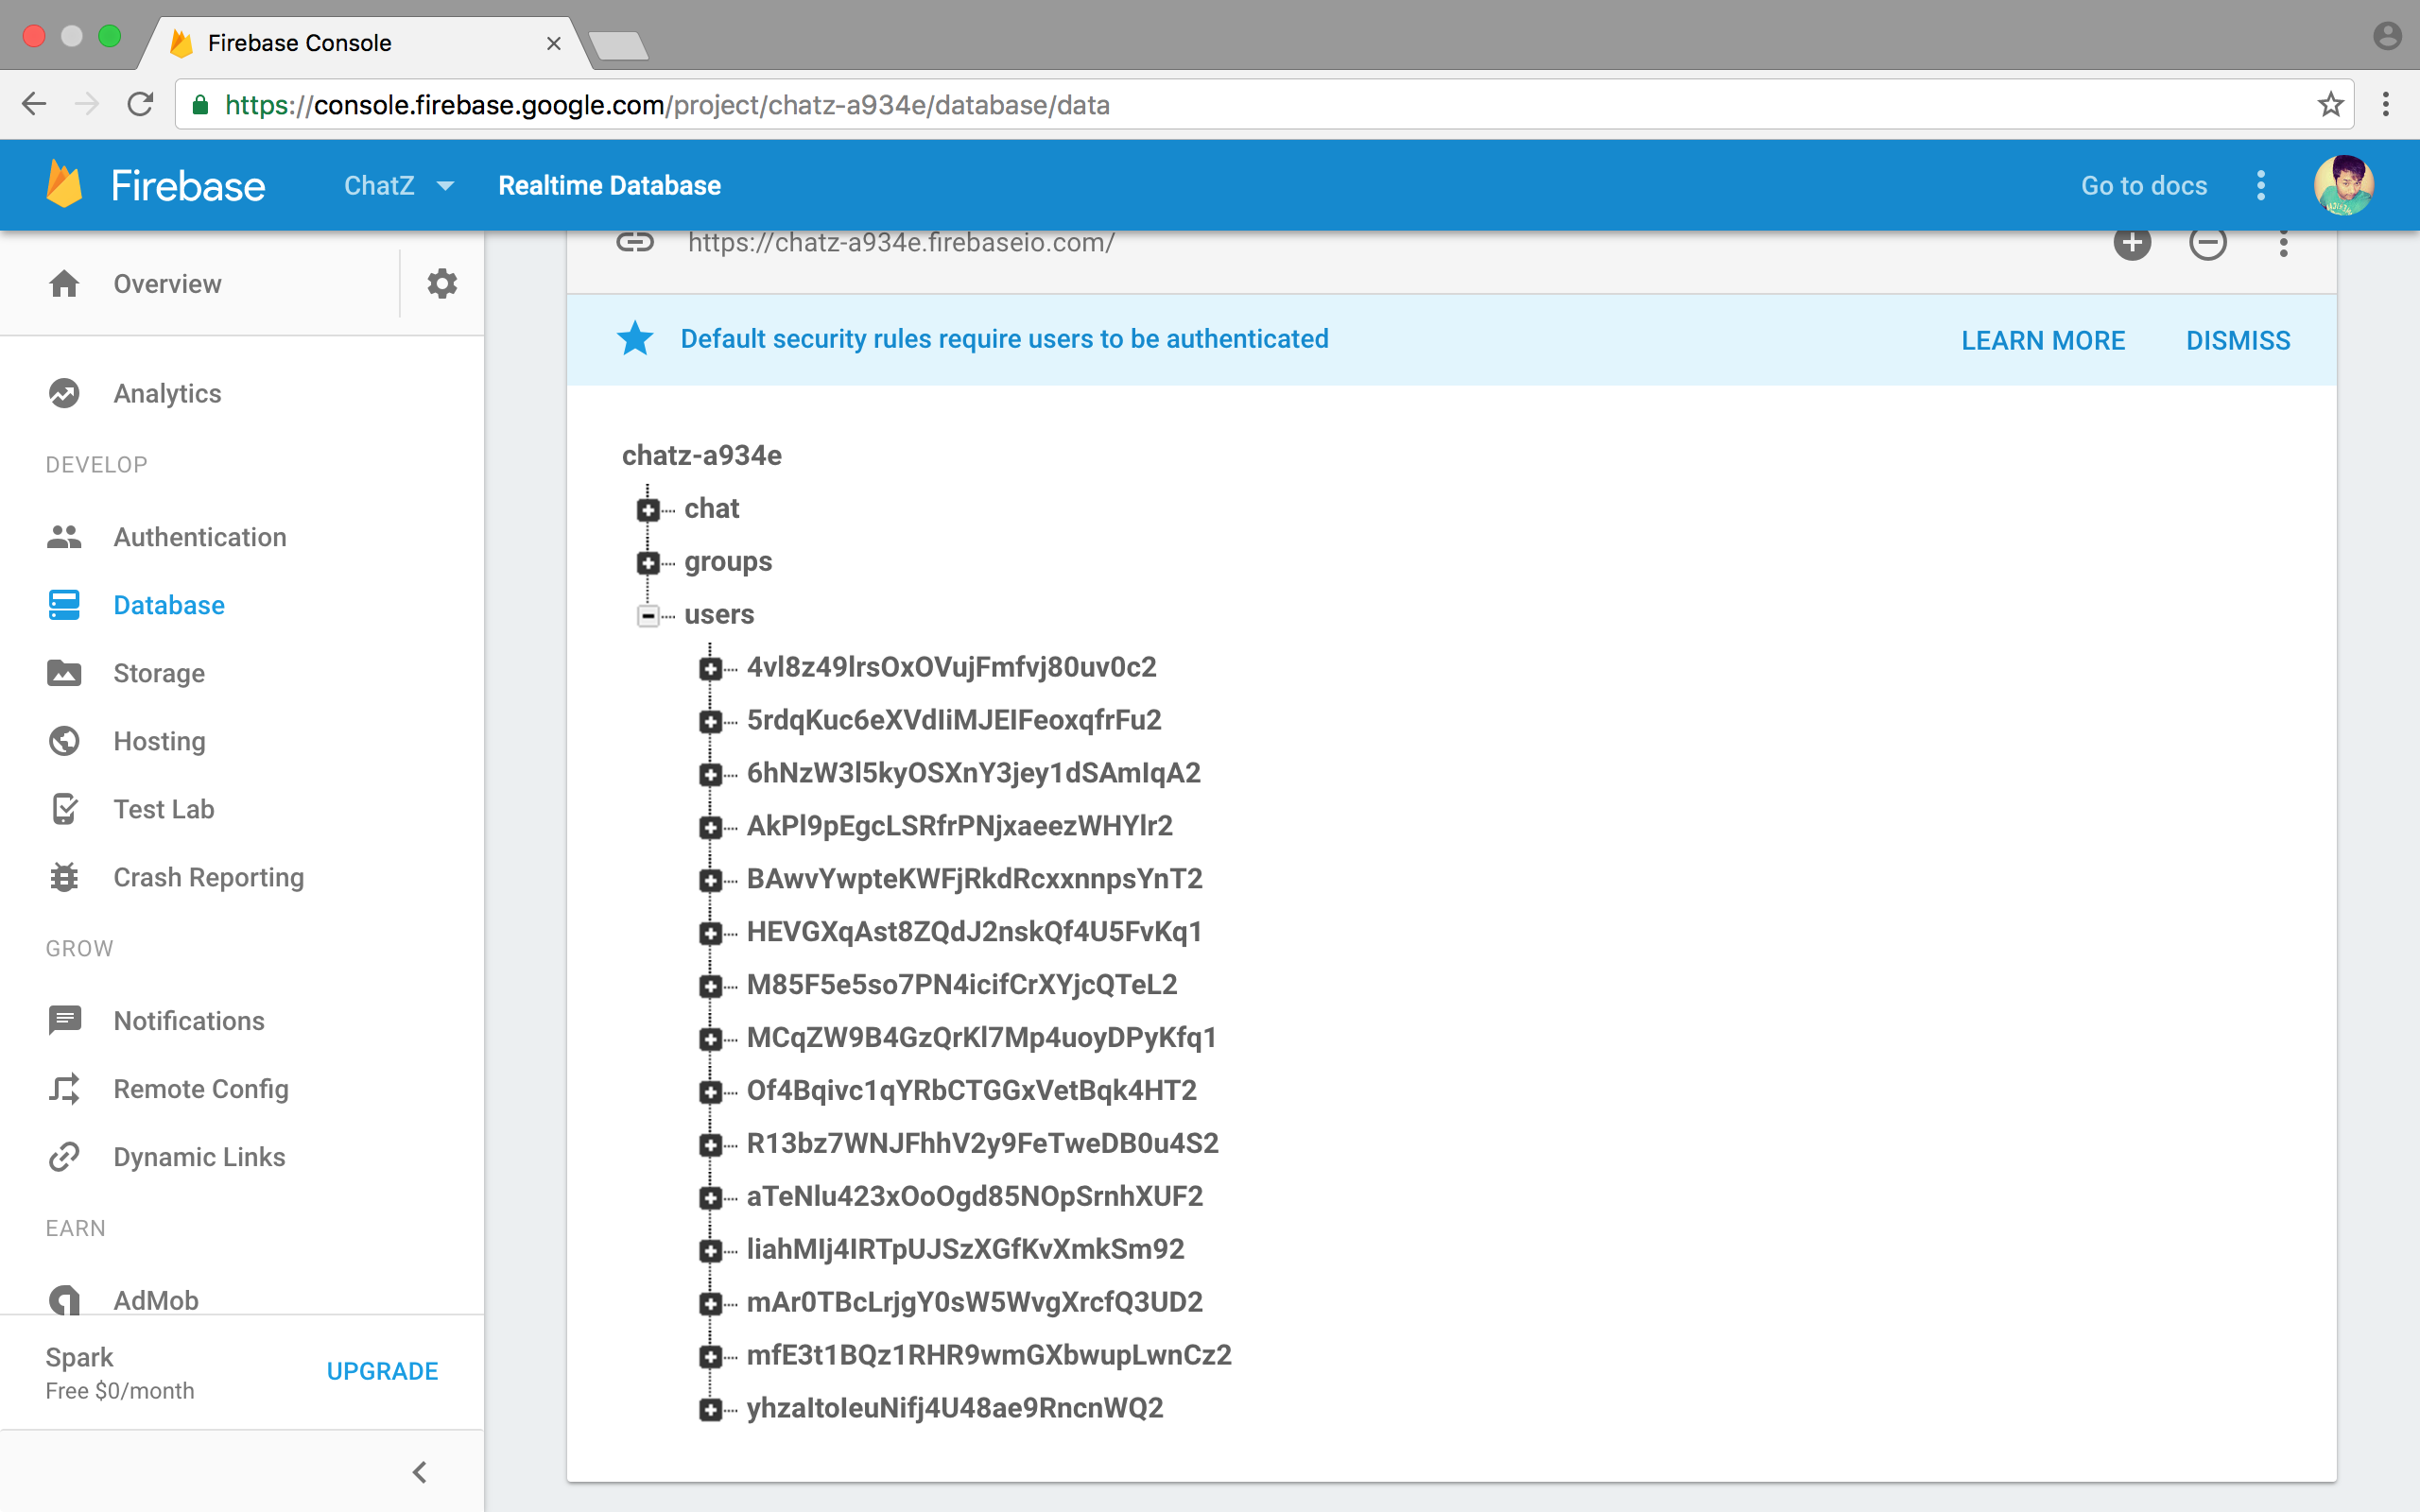 Firebase Console
https://console.firebase.google.com/project/chatz-a934e/database/data
Firebase
ChatZ
Realtime Database
Go to docs
Overview
Analytics
DEVELOP
Authentication
Database
Storage
Hosting
Test Lab
Crash Reporting
GROW
Notifications
Remote Config
Dynamic Links
EARN
AdMob
Spark
Free $0/month
UPGRADE
https://chatz-a934e.firebaseio.com/
Default security rules require users to be authenticated
LEARN MORE
DISMISS
chatz-a934e
chat
groups
users
4vl8z49lrsOxOVujFmfvj80uv0c2
5rdqKuc6eXVdIiMJEIFeoxqfrFu2
6hNzW3l5kyOSXnY3jey1dSAmIqA2
AkPl9pEgcLSRfrPNjxaeezWHYlr2
BAwvYwpteKWFjRkdRcxxnnpsYnT2
HEVGXqAst8ZQdJ2nskQf4U5FvKq1
M85F5e5so7PN4icifCrXYjcQTeL2
MCqZW9B4GzQrKl7Mp4uoyDPyKfq1
Of4Bqivc1qYRbCTGGxVetBqk4HT2
R13bz7WNJFhhV2y9FeTweDB0u4S2
aTeNlu423xOoOgd85NOpSrnhXUF2
liahMIj4IRTpUJSzXGfKvXmkSm92
mAr0TBcLrjgY0sW5WvgXrcfQ3UD2
mfE3t1BQz1RHR9wmGXbwupLwnCz2
yhzaItoIeuNifj4U48ae9RncnWQ2